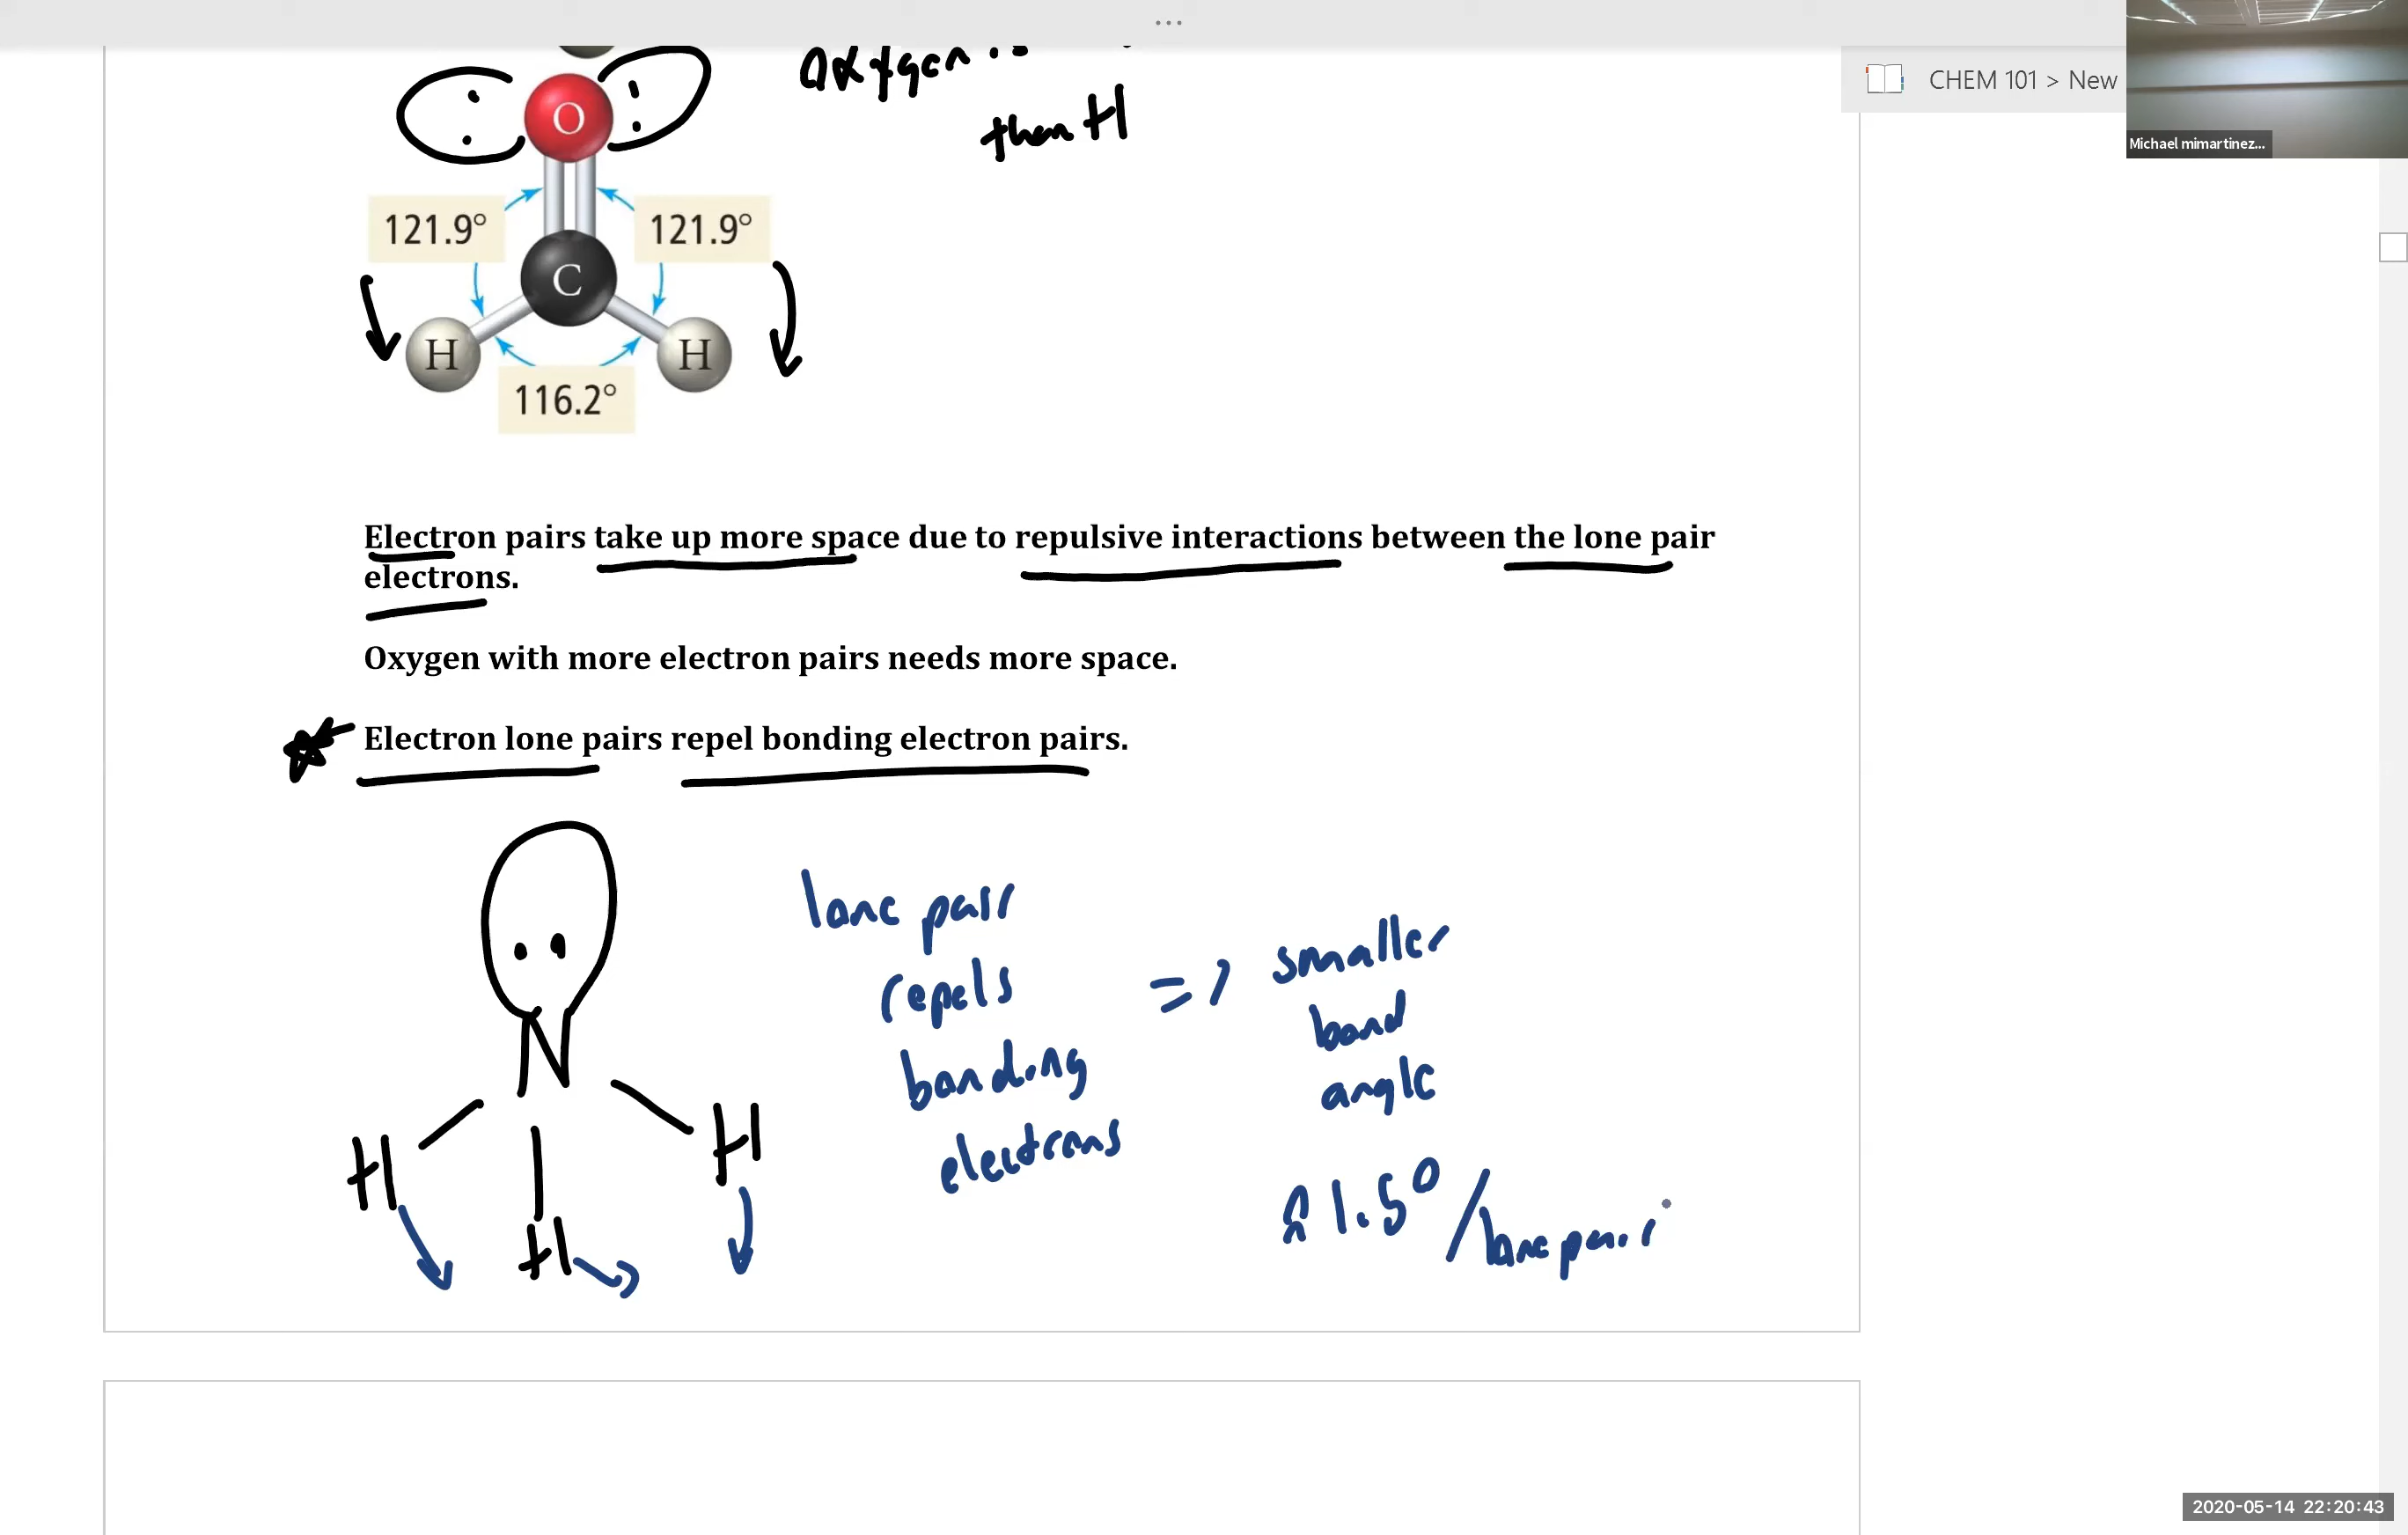 ...
CHEM 101 > New
Michael mimartinez...
oxygen
than H
O
121.9°
121.9°
C
H
H
116.2°
Electron pairs take up more space due to repulsive interactions between the lone pair
electrons.
Oxygen with more electron pairs needs more space.
Electron lone pairs repel bonding electron pairs.
lone pair
repels
bonding
electrons
=>
smaller
bond
angle
≈ 1.5°/lone pair
N
H
H
H
2020-05-14 22:20:43